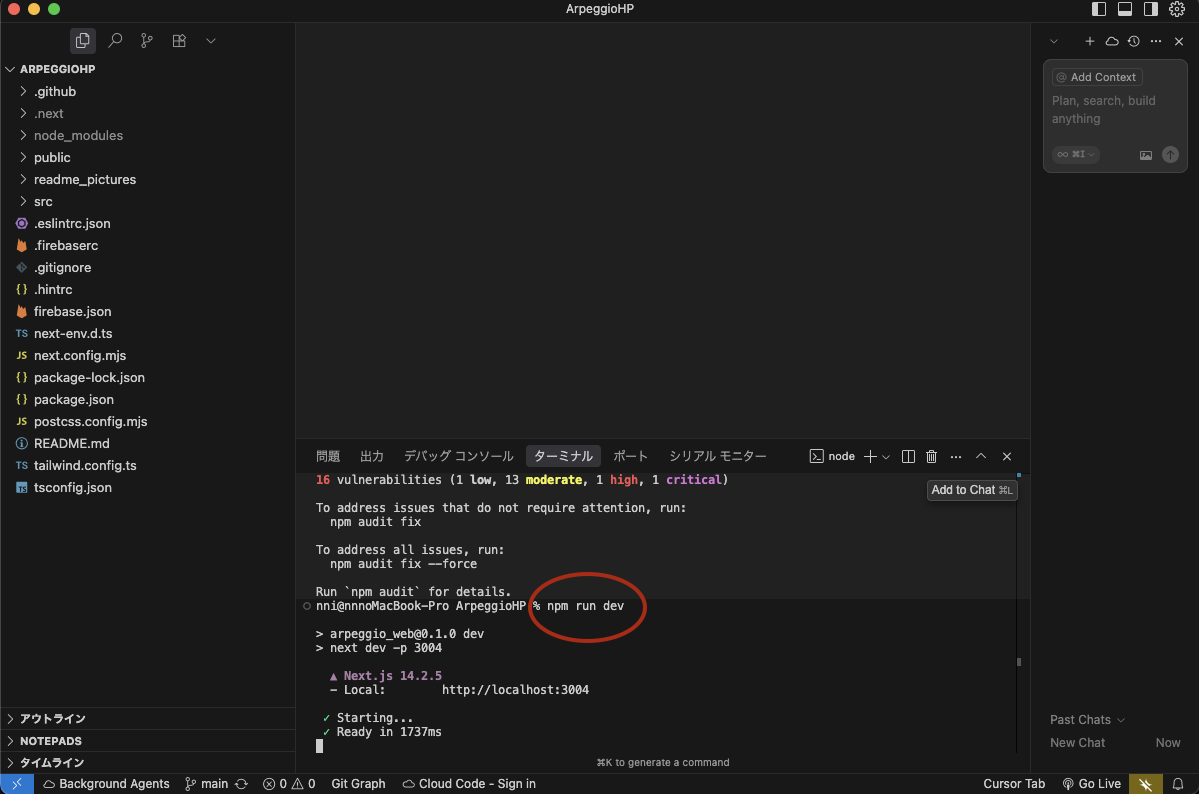 ArpeggioHP
ARPEGGIOHP
.github
.next
node_modules
public
readme_pictures
src
.eslintrc.json
.firebaserc
.gitignore
{} .hintrc
firebase.json
TS next-env.d.ts
JS next.config.mjs
{} package-lock.json
{} package.json
JS postcss.config.mjs
README.md
TS tailwind.config.ts
TS tsconfig.json
アウトライン
NOTEPADS
タイムライン
問題 出力 デバッグ コンソール ターミナル ポート シリアル モニター node
16 vulnerabilities (1 low, 13 moderate, 1 high, 1 critical)
Add to Chat ⌘L
To address issues that do not require attention, run:
npm audit fix
To address all issues, run:
npm audit fix --force
Run `npm audit` for details.
nni@nnnoMacBook-Pro ArpeggioHP % npm run dev
> arpeggio_web@0.1.0 dev
> next dev -p 3004
▲ Next.js 14.2.5
- Local: http://localhost:3004
✓ Starting...
✓ Ready in 1737ms
⌘K to generate a command
@ Add Context
Plan, search, build
anything
∞ ⌘I
Past Chats
New Chat Now
Background Agents main 0 0 Git Graph Cloud Code - Sign in Cursor Tab Go Live